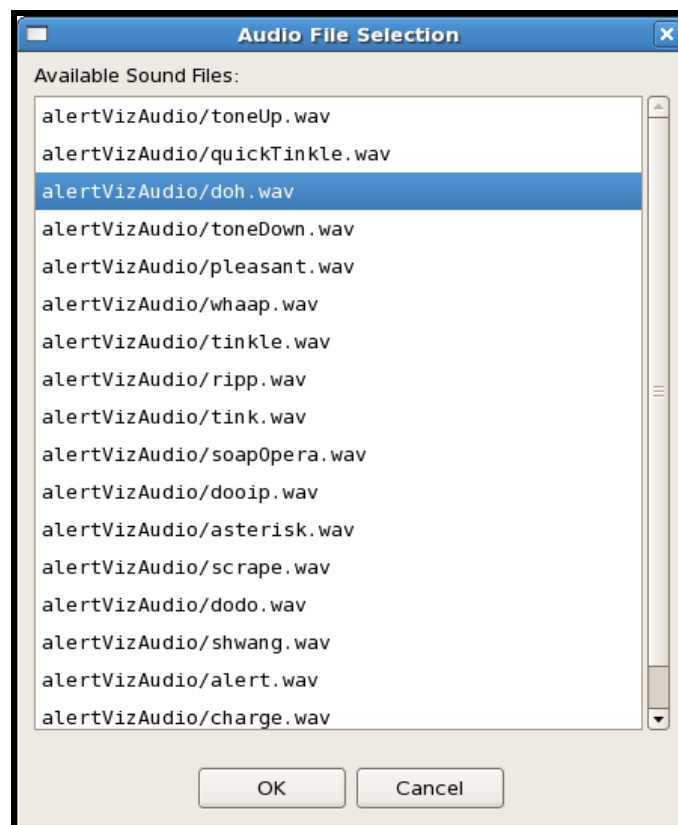 Audio File Selection
Available Sound Files:
alertVizAudio/toneUp.wav
alertVizAudio/quickTinkle.wav
alertVizAudio/doh.wav
alertVizAudio/toneDown.wav
alertVizAudio/pleasant.wav
alertVizAudio/whaap.wav
alertVizAudio/tinkle.wav
alertVizAudio/ripp.wav
alertVizAudio/tink.wav
alertVizAudio/soapOpera.wav
alertVizAudio/dooip.wav
alertVizAudio/asterisk.wav
alertVizAudio/scrape.wav
alertVizAudio/dodo.wav
alertVizAudio/shwang.wav
alertVizAudio/alert.wav
alertVizAudio/charge.wav
OK Cancel